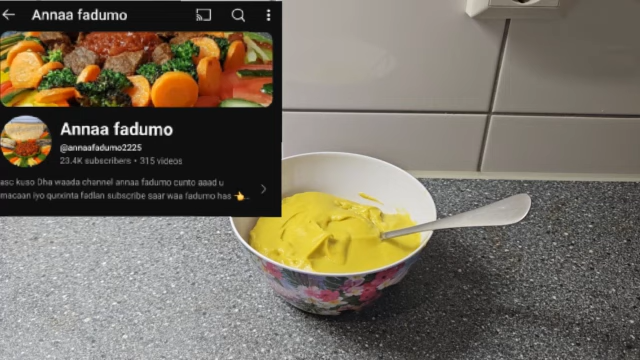 Annaa fadumo
Annaa fadumo
@annaafadumo2225
23.4K subscribers • 315 videos
asc kuso Dha waada channel annaa fadumo cunto aaad u
macaan iyo qurxinta fadlan subscribe saar waa fadumo has 👈...